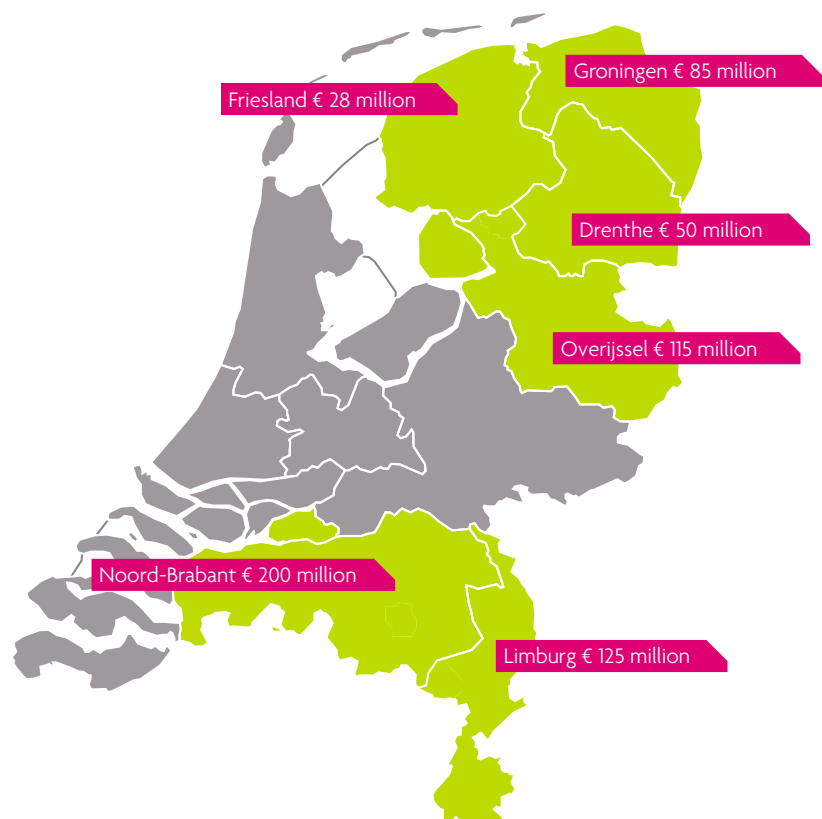 Groningen € 85 million
Friesland € 28 million
Drenthe € 50 million
Overijssel € 115 million
Noord-Brabant € 200 million
Limburg € 125 million